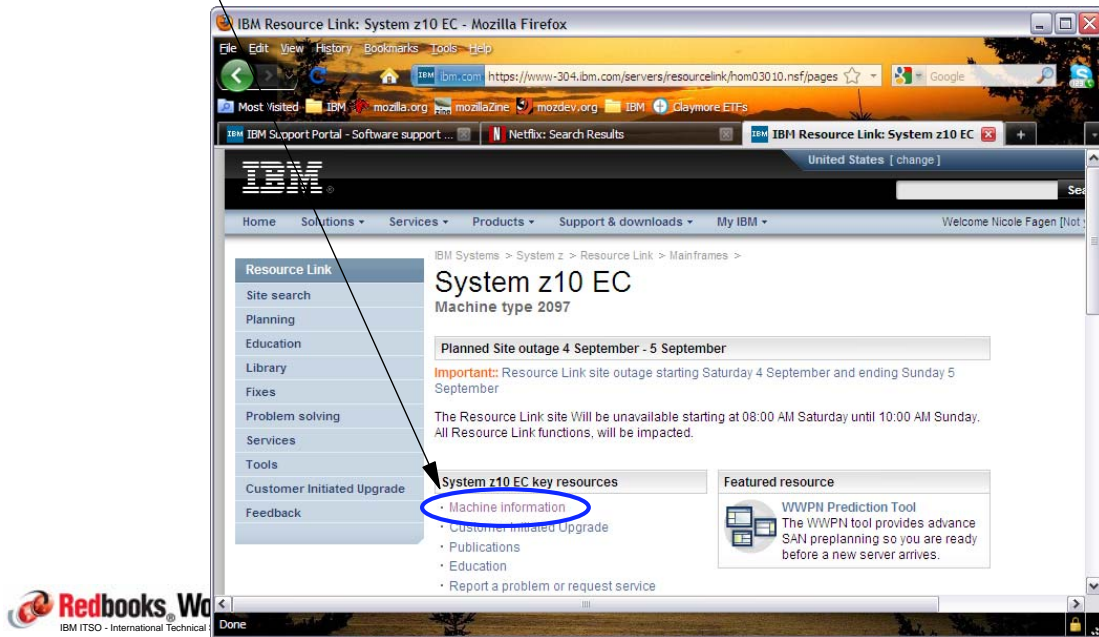 IBM Resource Link: System z10 EC - Mozilla Firefox
File Edit View History Bookmarks Tools Help
IBM ibm.com https://www-304.ibm.com/servers/resourcelink/hom03010.nsf/pages Google
Most Visited IBM mozilla.org mozillaZine mozdev.org IBM Claymore ETFs
IBM Support Portal - Software support ... Netflix: Search Results IBM Resource Link: System z10 EC
United States [ change ]
IBM®
Home Solutions Services Products Support & downloads My IBM Welcome Nicole Fagen [Not
IBM Systems > System z > Resource Link > Mainframes >
System z10 EC
Machine type 2097
Resource Link
Site search
Planning
Education
Library
Fixes
Problem solving
Services
Tools
Customer Initiated Upgrade
Feedback
Planned Site outage 4 September - 5 September
Important:: Resource Link site outage starting Saturday 4 September and ending Sunday 5
September
The Resource Link site Will be unavailable starting at 08:00 AM Saturday until 10:00 AM Sunday.
All Resource Link functions, will be impacted.
System z10 EC key resources
· Machine information
· Customer Initiated Upgrade
· Publications
· Education
· Report a problem or request service
Featured resource
WWPN Prediction Tool
The WWPN tool provides advance
SAN preplanning so you are ready
before a new server arrives.
Done
Redbooks®
IBM ITSO - International Technical